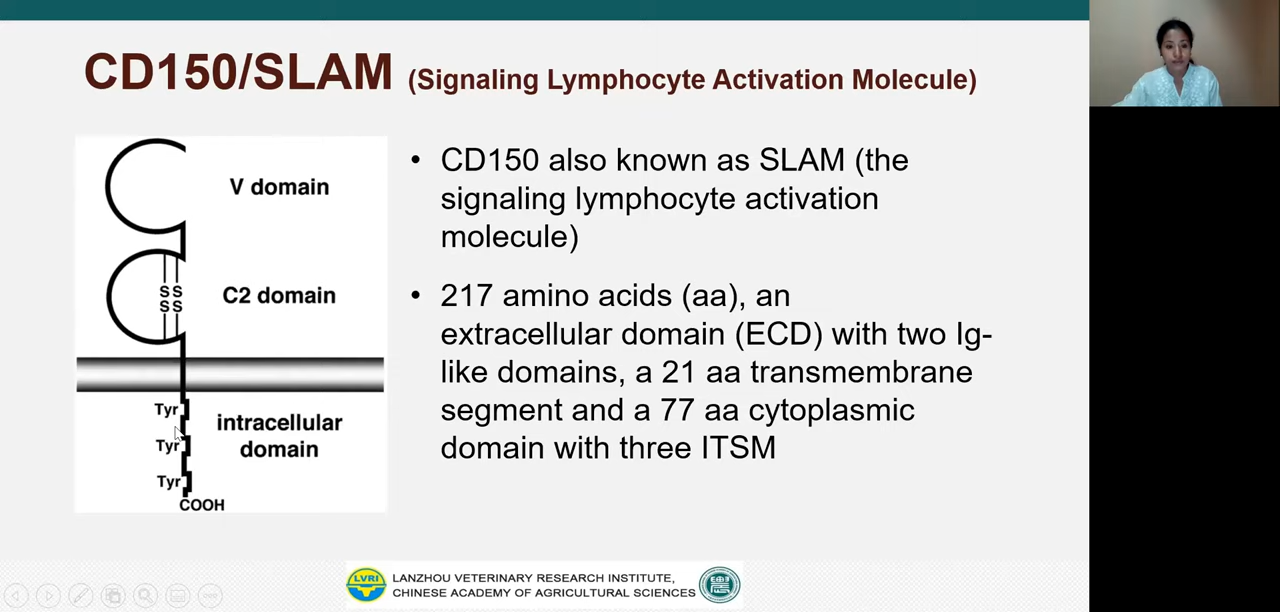 CD150/SLAM (Signaling Lymphocyte Activation Molecule)
V domain
C2 domain
SS
SS
Tyr
Tyr
Tyr
intracellular
domain
COOH
• CD150 also known as SLAM (the
signaling lymphocyte activation
molecule)
• 217 amino acids (aa), an
extracellular domain (ECD) with two Ig-
like domains, a 21 aa transmembrane
segment and a 77 aa cytoplasmic
domain with three ITSM
LVRI
LANZHOU VETERINARY RESEARCH INSTITUTE,
CHINESE ACADEMY OF AGRICULTURAL SCIENCES